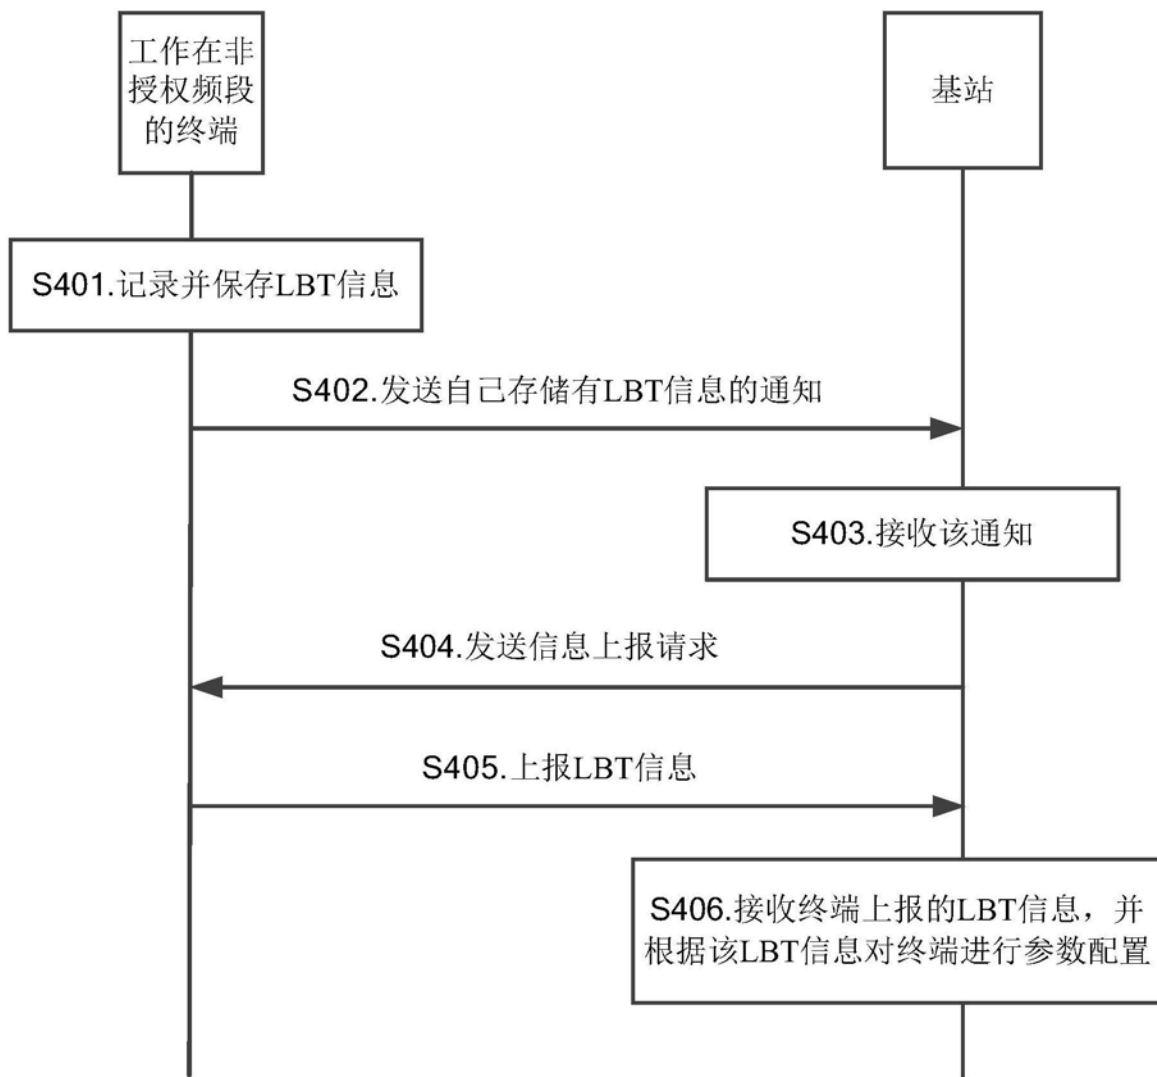 工作在非
授权频段
的终端
基站
S401.记录并保存LBT信息
S402.发送自己存储有LBT信息的通知
S403.接收该通知
S404.发送信息上报请求
S405.上报LBT信息
S406.接收终端上报的LBT信息，并
根据该LBT信息对终端进行参数配置